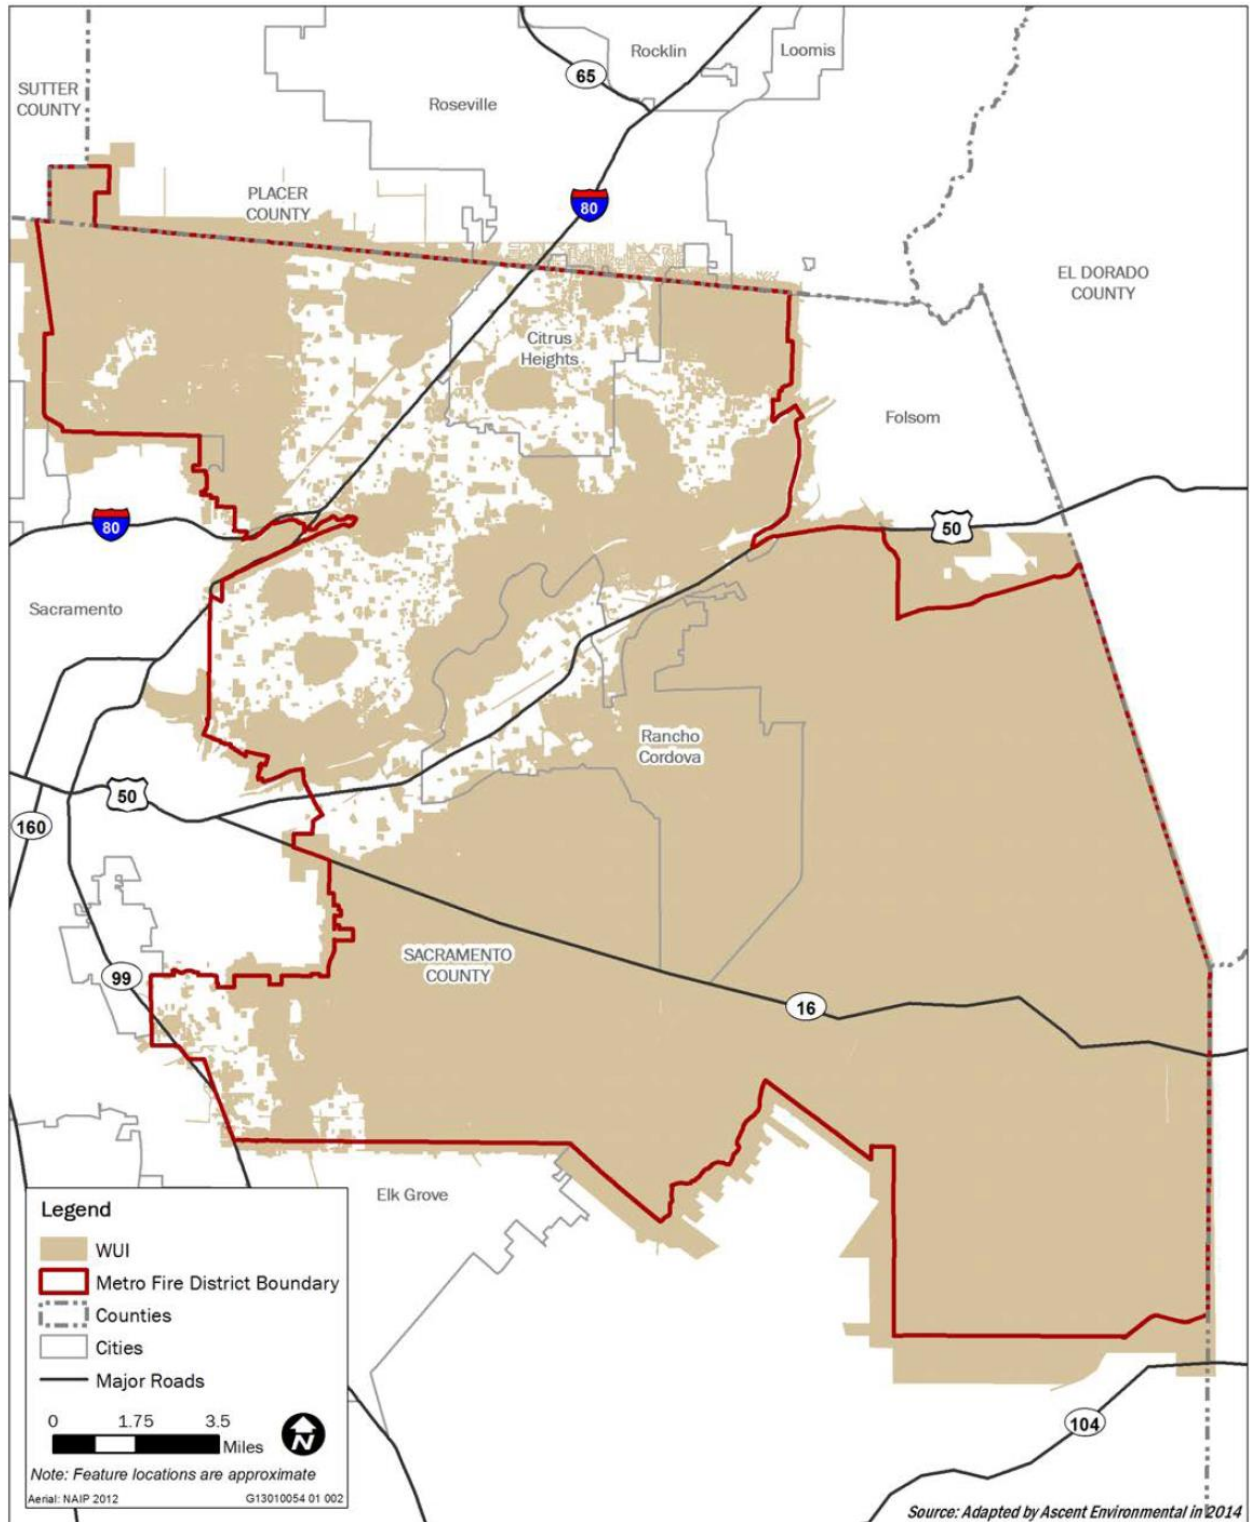 Rocklin
Loomis
65
SUTTER
COUNTY
Roseville
PLACER
COUNTY
80
EL DORADO
COUNTY
Citrus
Heights
Folsom
80
50
Sacramento
Rancho
Cordova
50
160
SACRAMENTO
COUNTY
99
16
Elk Grove
Legend
WUI
Metro Fire District Boundary
Counties
Cities
Major Roads
0 1.75 3.5
Miles
N
Note: Feature locations are approximate
Aerial: NAIP 2012 G13010054 01 002
104
Source: Adapted by Ascent Environmental in 2014